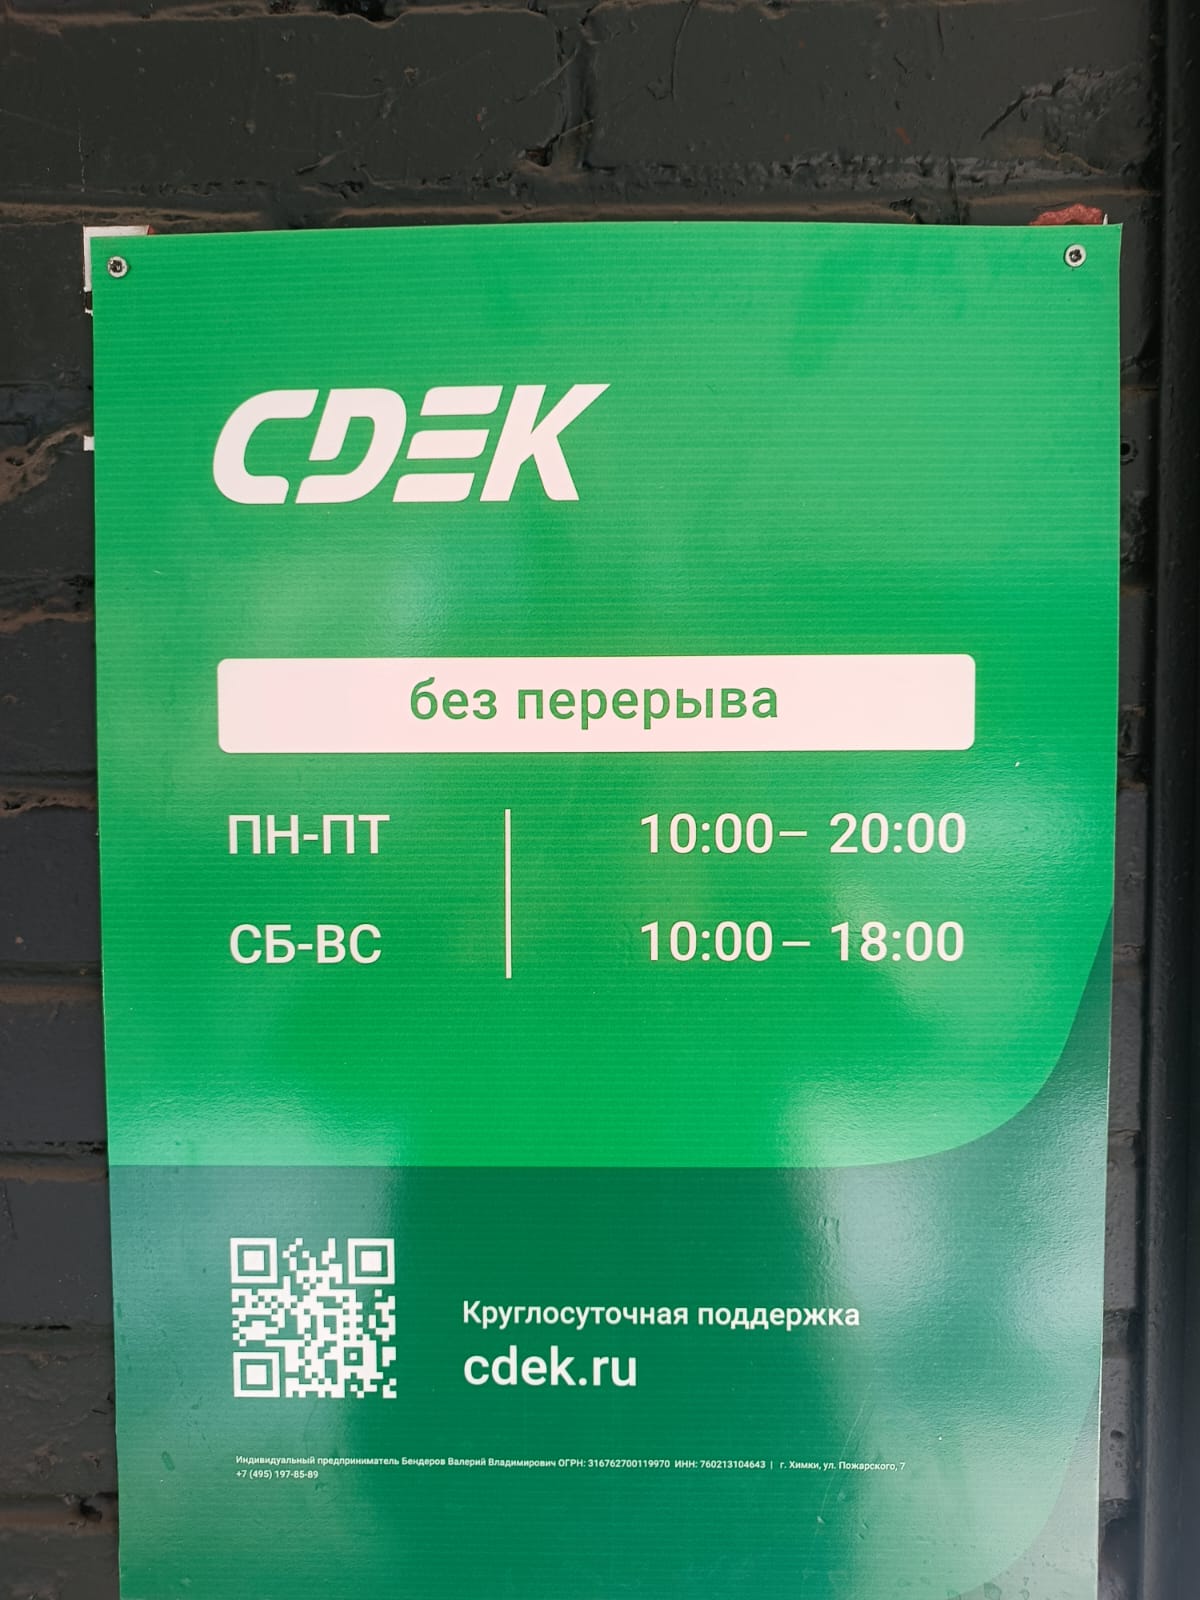 CDEK
без перерыва
ПН-ПТ 10:00– 20:00
СБ-ВС 10:00– 18:00
Круглосуточная поддержка
cdek.ru
Индивидуальный предприниматель Бендеров Валерий Владимирович ОГРН: 316762700119970 ИНН: 760213104643 | г. Химки, ул. Пожарского, 7
+7 (495) 197-85-89